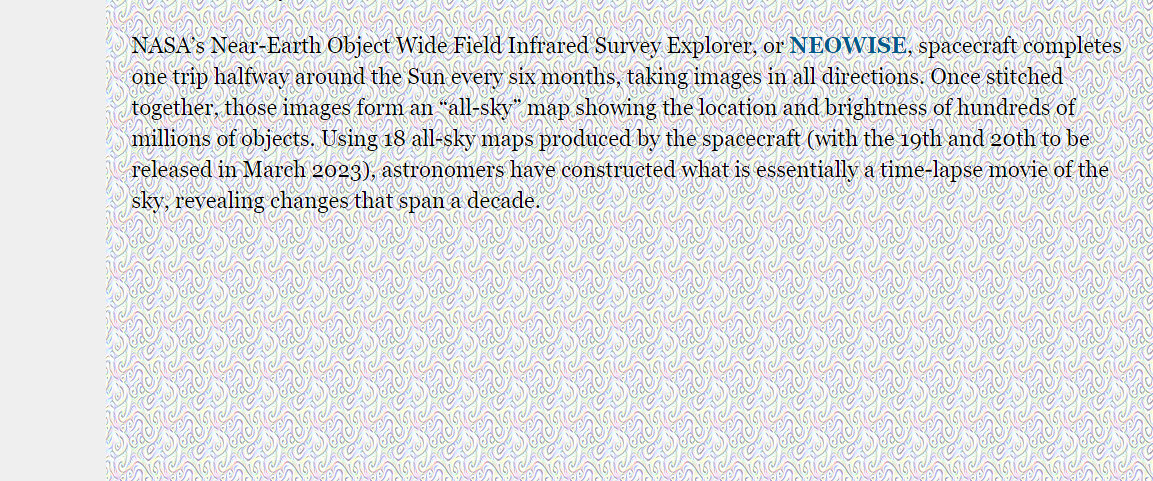 NASA’s Near-Earth Object Wide Field Infrared Survey Explorer, or NEOWISE, spacecraft completes
one trip halfway around the Sun every six months, taking images in all directions. Once stitched
together, those images form an “all-sky” map showing the location and brightness of hundreds of
millions of objects. Using 18 all-sky maps produced by the spacecraft (with the 19th and 20th to be
released in March 2023), astronomers have constructed what is essentially a time-lapse movie of the
sky, revealing changes that span a decade.